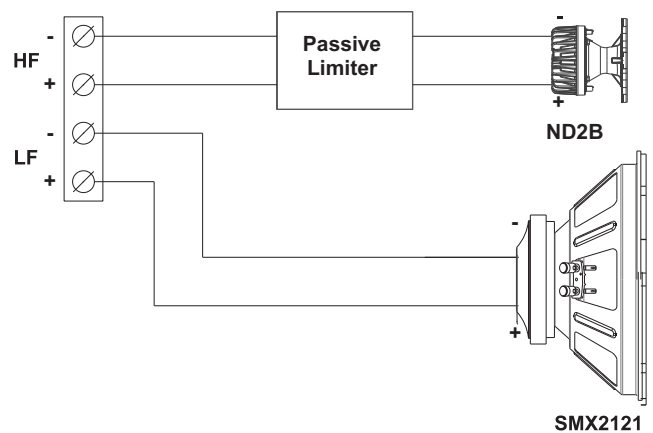 -
HF
+
-
LF
+
Passive
Limiter
-
+
ND2B
-
+
SMX2121